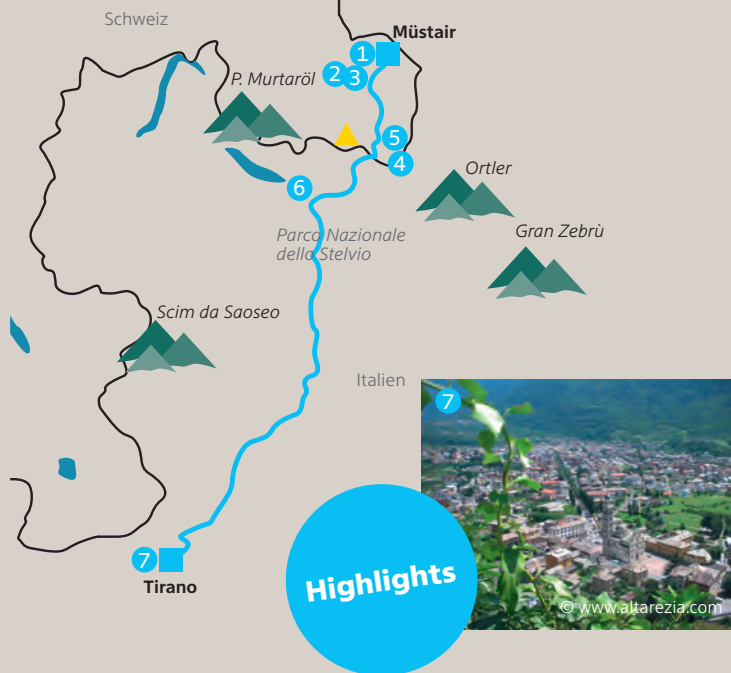 Schweiz
Müstair
1
2
3
P. Murtaröl
5
4
Ortler
6
Gran Zebrù
Parco Nazionale
dello Stelvio
Scim da Saoseo
Italien
7
7
Tirano
Highlights
© www.altarezia.com